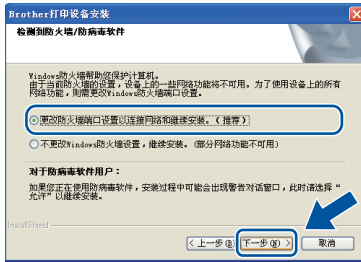 Brother打印设备安装
检测到防火墙/防病毒软件
Windows防火墙帮助您保护计算机。
由于当前防火墙的设置，设备上的一些网络功能将不可用。为了使用设备上的所有
网络功能，则需更改Windows防火墙端口设置。
更改防火墙端口设置以连接网络和继续安装。（推荐）
不更改Windows防火墙设置，继续安装。（部分网络功能不可用）
对于防病毒软件用户：
如果您正在使用防病毒软件，安装过程中可能会出现警告对话窗口，此时请选择“
允许”以继续安装。
InstallShield
< 上一步(B) 下一步(N) > 取消